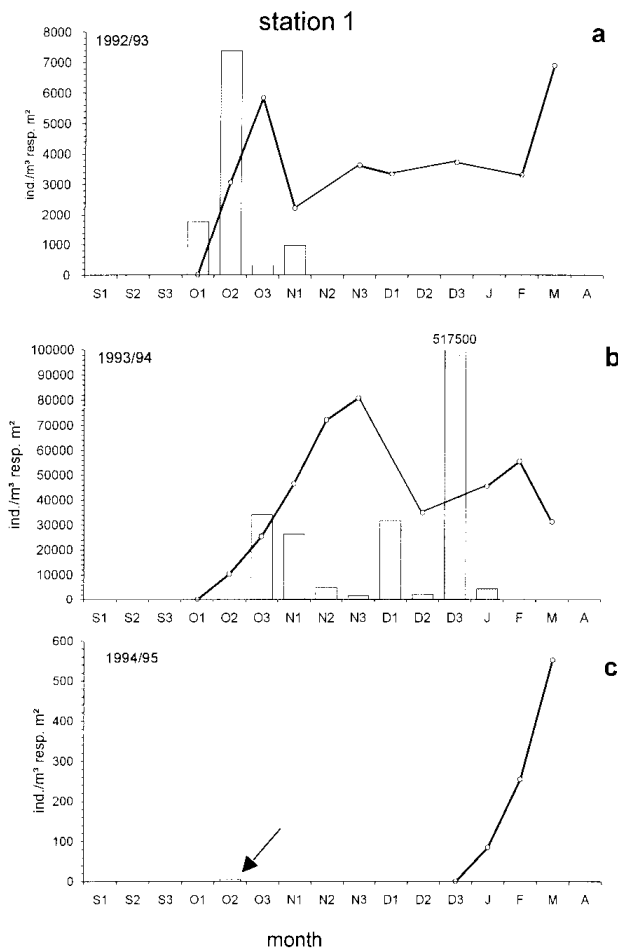 station 1
1992/93
a
ind./m³ resp. m²
8000
7000
6000
5000
4000
3000
2000
1000
0
S1 S2 S3 O1 O2 O3 N1 N2 N3 D1 D2 D3 J F M A
517500
1993/94
b
ind./m³ resp. m²
100000
90000
80000
70000
60000
50000
40000
30000
20000
10000
0
S1 S2 S3 O1 O2 O3 N1 N2 N3 D1 D2 D3 J F M A
1994/95
c
ind./m³ resp. m²
600
500
400
300
200
100
0
S1 S2 S3 O1 O2 O3 N1 N2 N3 D1 D2 D3 J F M A
month